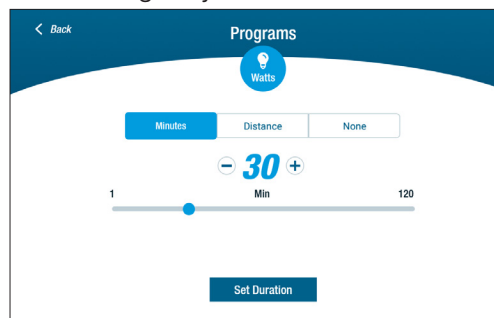 Back
Programs
Watts
Minutes Distance None
− 30 +
1 Min 120
Set Duration